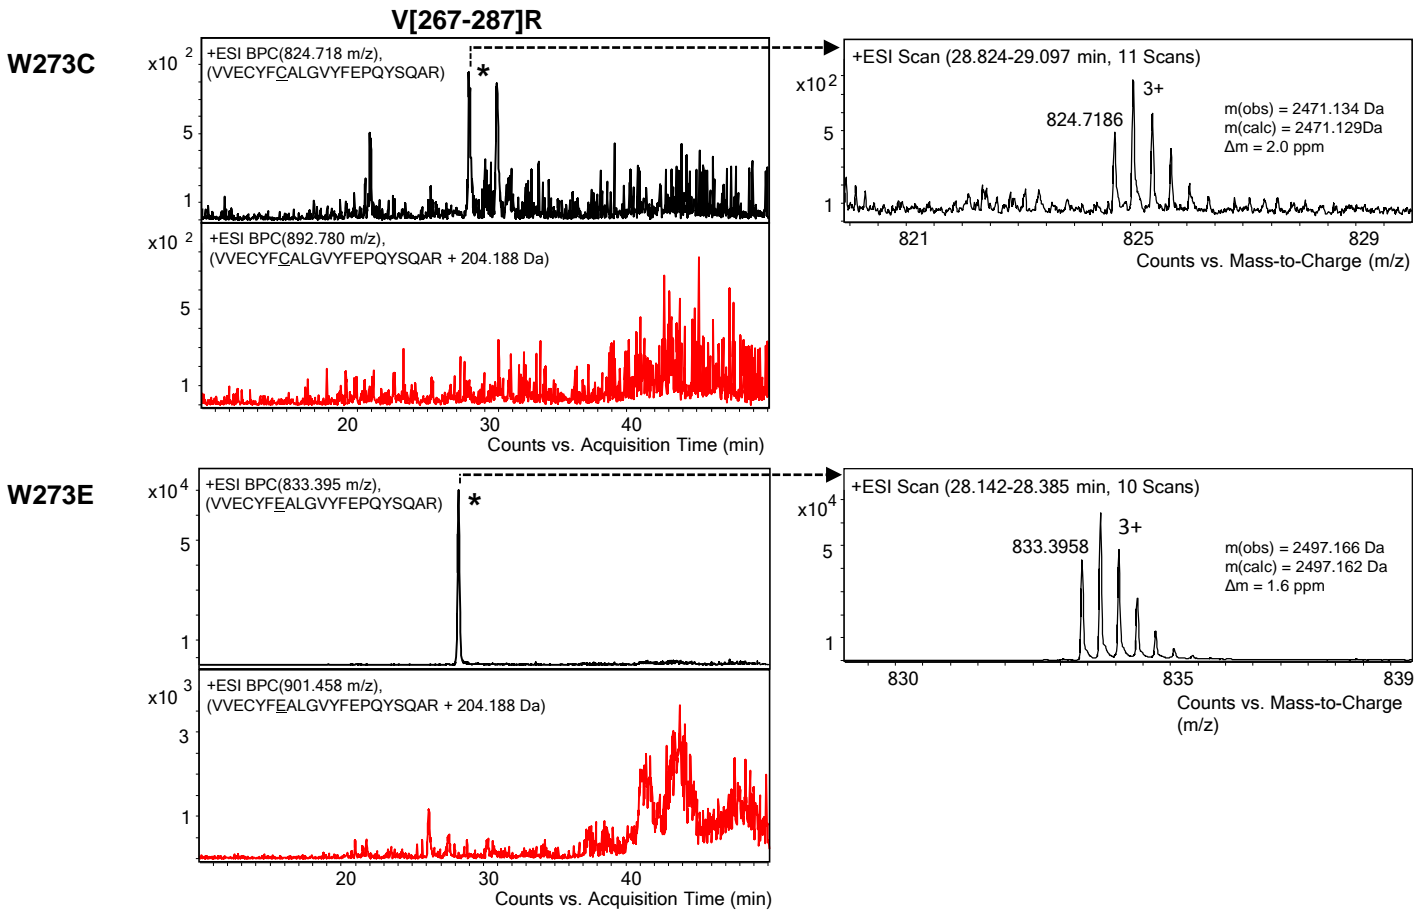 V[267-287]R
W273C
+ESI BPC(824.718 m/z),
(VVECYFCALGVYFEPQYSQAR)
x10 2
5
1
*
+ESI Scan (28.824-29.097 min, 11 Scans)
x10 2
5
1
824.7186
3+
m(obs) = 2471.134 Da
m(calc) = 2471.129Da
Δm = 2.0 ppm
821
825
829
Counts vs. Mass-to-Charge (m/z)
+ESI BPC(892.780 m/z),
(VVECYFCALGVYFEPQYSQAR + 204.188 Da)
x10 2
5
1
20
30
40
Counts vs. Acquisition Time (min)
W273E
+ESI BPC(833.395 m/z),
(VVECYFEALGVYFEPQYSQAR)
x10 4
5
1
*
+ESI Scan (28.142-28.385 min, 10 Scans)
x10 4
5
1
833.3958
3+
m(obs) = 2497.166 Da
m(calc) = 2497.162 Da
Δm = 1.6 ppm
830
835
839
Counts vs. Mass-to-Charge
(m/z)
+ESI BPC(901.458 m/z),
(VVECYFEALGVYFEPQYSQAR + 204.188 Da)
x10 3
3
1
20
30
40
Counts vs. Acquisition Time (min)